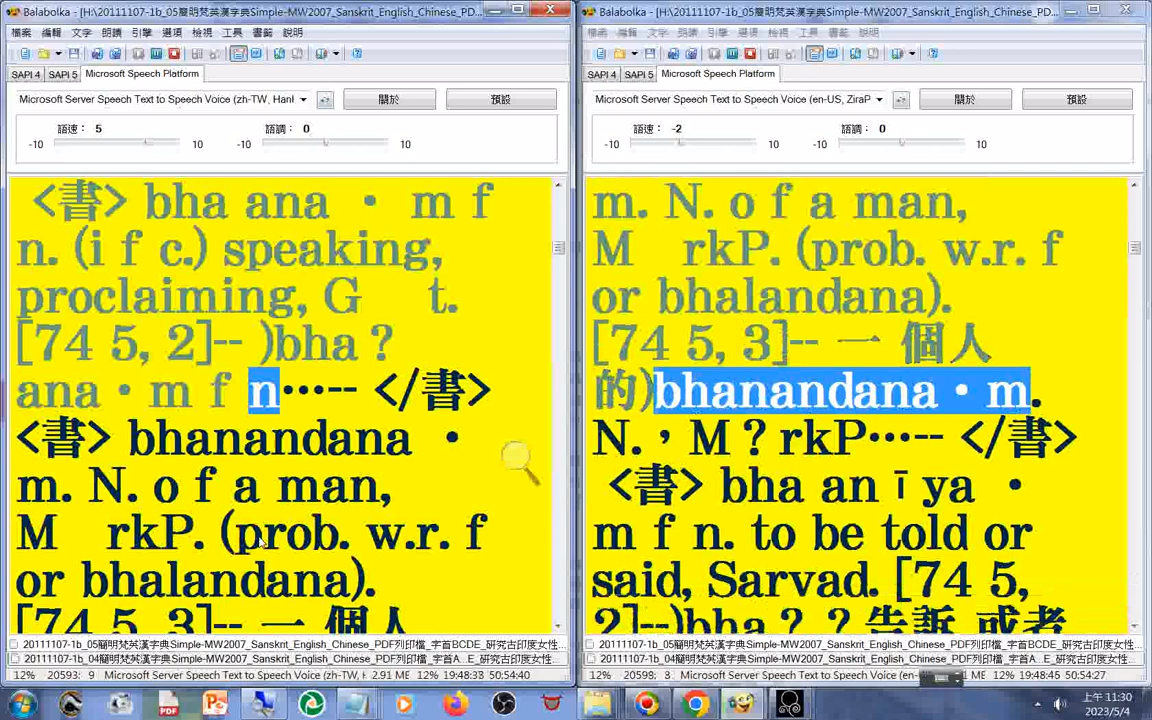 Balabolka - [H:\20111107-1b_05簡明梵英漢字典Simple-MW2007_Sanskrit_English_Chinese_PD...
檔案 編輯 文字 朗讀 引擎 選項 檢視 工具 書籤 說明
SAPI 4 SAPI 5 Microsoft Speech Platform
Microsoft Server Speech Text to Speech Voice (zh-TW, HanI
關於 預設
語速： 5 語調： 0
-10 10 -10 10
<書> bha ana ‧ m f
n. (i f c.) speaking,
proclaiming, G t.
[74 5, 2]-- )bha？
ana‧m f n…-- </書>
<書> bhanandana ‧
m. N. o f a man,
M rkP. (prob. w.r. f
or bhalandana).
[74 5, 3]-- 一 個人
20111107-1b_05簡明梵英漢字典Simple-MW2007_Sanskrit_English_Chinese_PDF列印檔_字首BCDE_研究古印度女性...
20111107-1b_04簡明梵英漢字典Simple-MW2007_Sanskrit_English_Chinese_PDF列印檔_字首A...E_研究古印度女性...
12% 20593: 9 Microsoft Server Speech Text to Speech Voice (zh-TW, H 2.91 MB 12% 19:48:33 50:54:40
Balabolka - [H:\20111107-1b_05簡明梵英漢字典Simple-MW2007_Sanskrit_English_Chinese_PD...
檔案 編輯 文字 朗讀 引擎 選項 檢視 工具 書籤 說明
SAPI 4 SAPI 5 Microsoft Speech Platform
Microsoft Server Speech Text to Speech Voice (en-US, ZiraP
關於 預設
語速： -2 語調： 0
-10 10 -10 10
m. N. o f a man,
M rkP. (prob. w.r. f
or bhalandana).
[74 5, 3]-- 一 個人
的)bhanandana‧m.
N.，M？rkP…-- </書>
<書> bha an ī ya ‧
m f n. to be told or
said, Sarvad. [74 5,
2]--)bha？？告訴 或者
20111107-1b_05簡明梵英漢字典Simple-MW2007_Sanskrit_English_Chinese_PDF列印檔_字首BCDE_研究古印度女性...
20111107-1b_04簡明梵英漢字典Simple-MW2007_Sanskrit_English_Chinese_PDF列印檔_字首A...E_研究古印度女性...
12% 20598: 3 Microsoft Server Speech Text to Speech Voice MB 12% 19:48:45 50:54:27
PDF
上午 11:30
2023/5/4